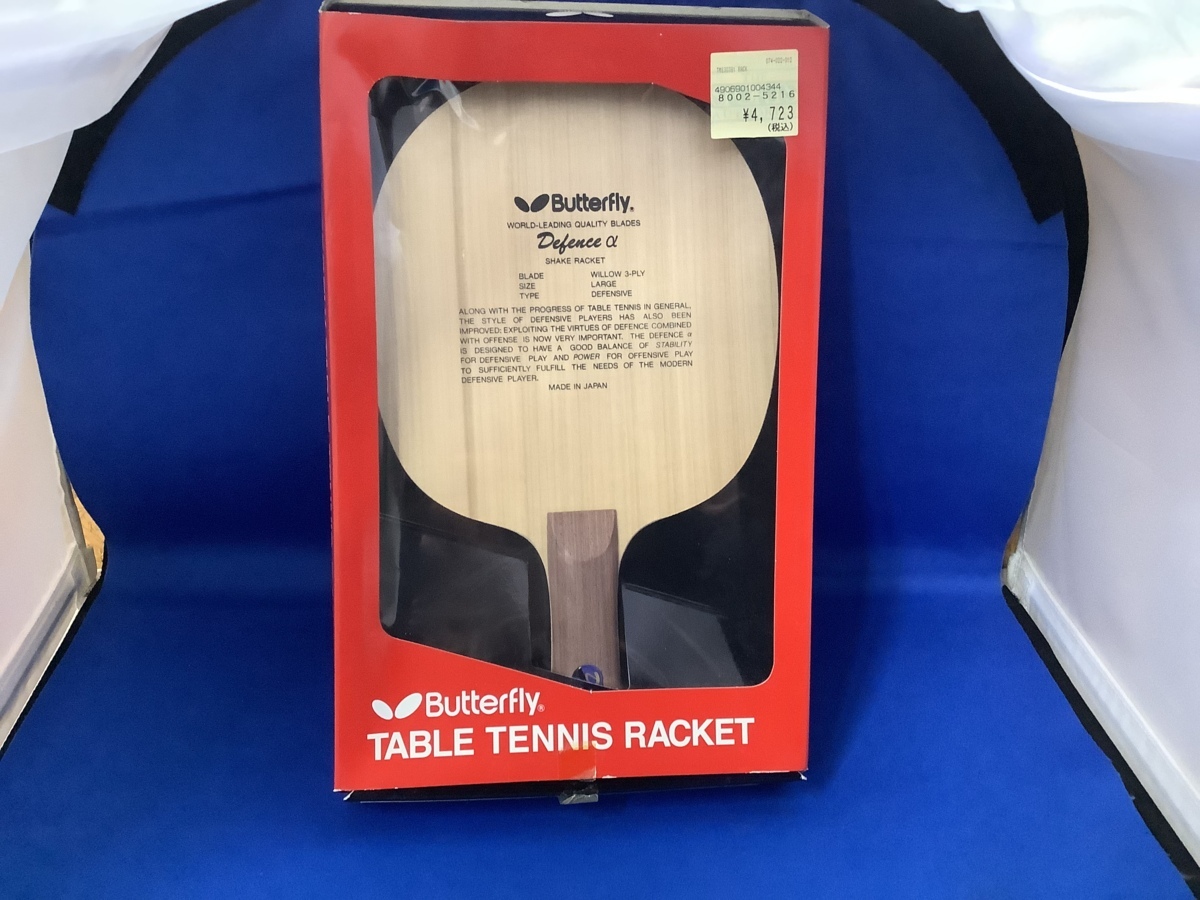 4906901004344
8002-5216
¥4,723
(税込)
Butterfly®
WORLD-LEADING QUALITY BLADES
Defence α
SHAKE RACKET
BLADE WILLOW 3-PLY
SIZE LARGE
TYPE DEFENSIVE
ALONG WITH THE PROGRESS OF TABLE TENNIS IN GENERAL,
THE STYLE OF DEFENSIVE PLAYERS HAS ALSO BEEN
IMPROVED: EXPLOITING THE VIRTUES OF DEFENCE COMBINED
WITH OFFENSE IS NOW VERY IMPORTANT. THE DEFENCE α
IS DESIGNED TO HAVE A GOOD BALANCE OF STABILITY
FOR DEFENSIVE PLAY AND POWER FOR OFFENSIVE PLAY
TO SUFFICIENTLY FULFILL THE NEEDS OF THE MODERN
DEFENSIVE PLAYER.
MADE IN JAPAN
Butterfly®
TABLE TENNIS RACKET